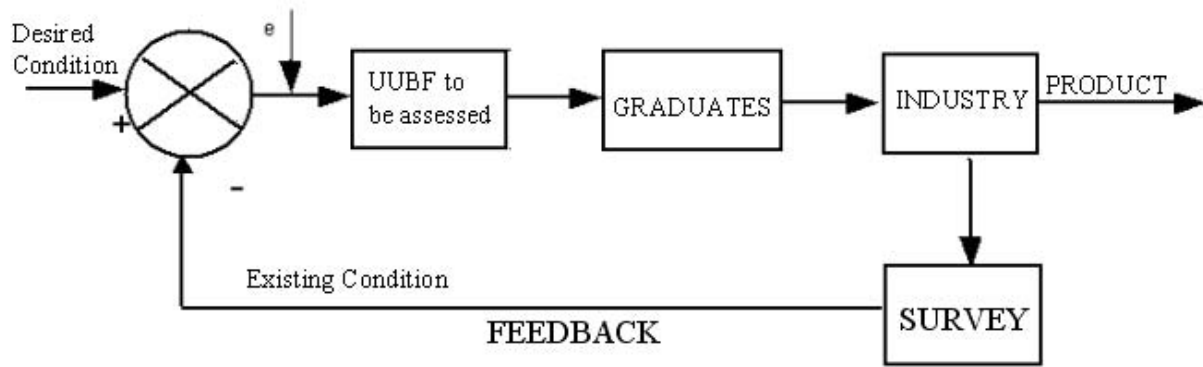 Desired
Condition
+
-
e
UUBF to
be assessed
GRADUATES
INDUSTRY
PRODUCT
SURVEY
Existing Condition
FEEDBACK